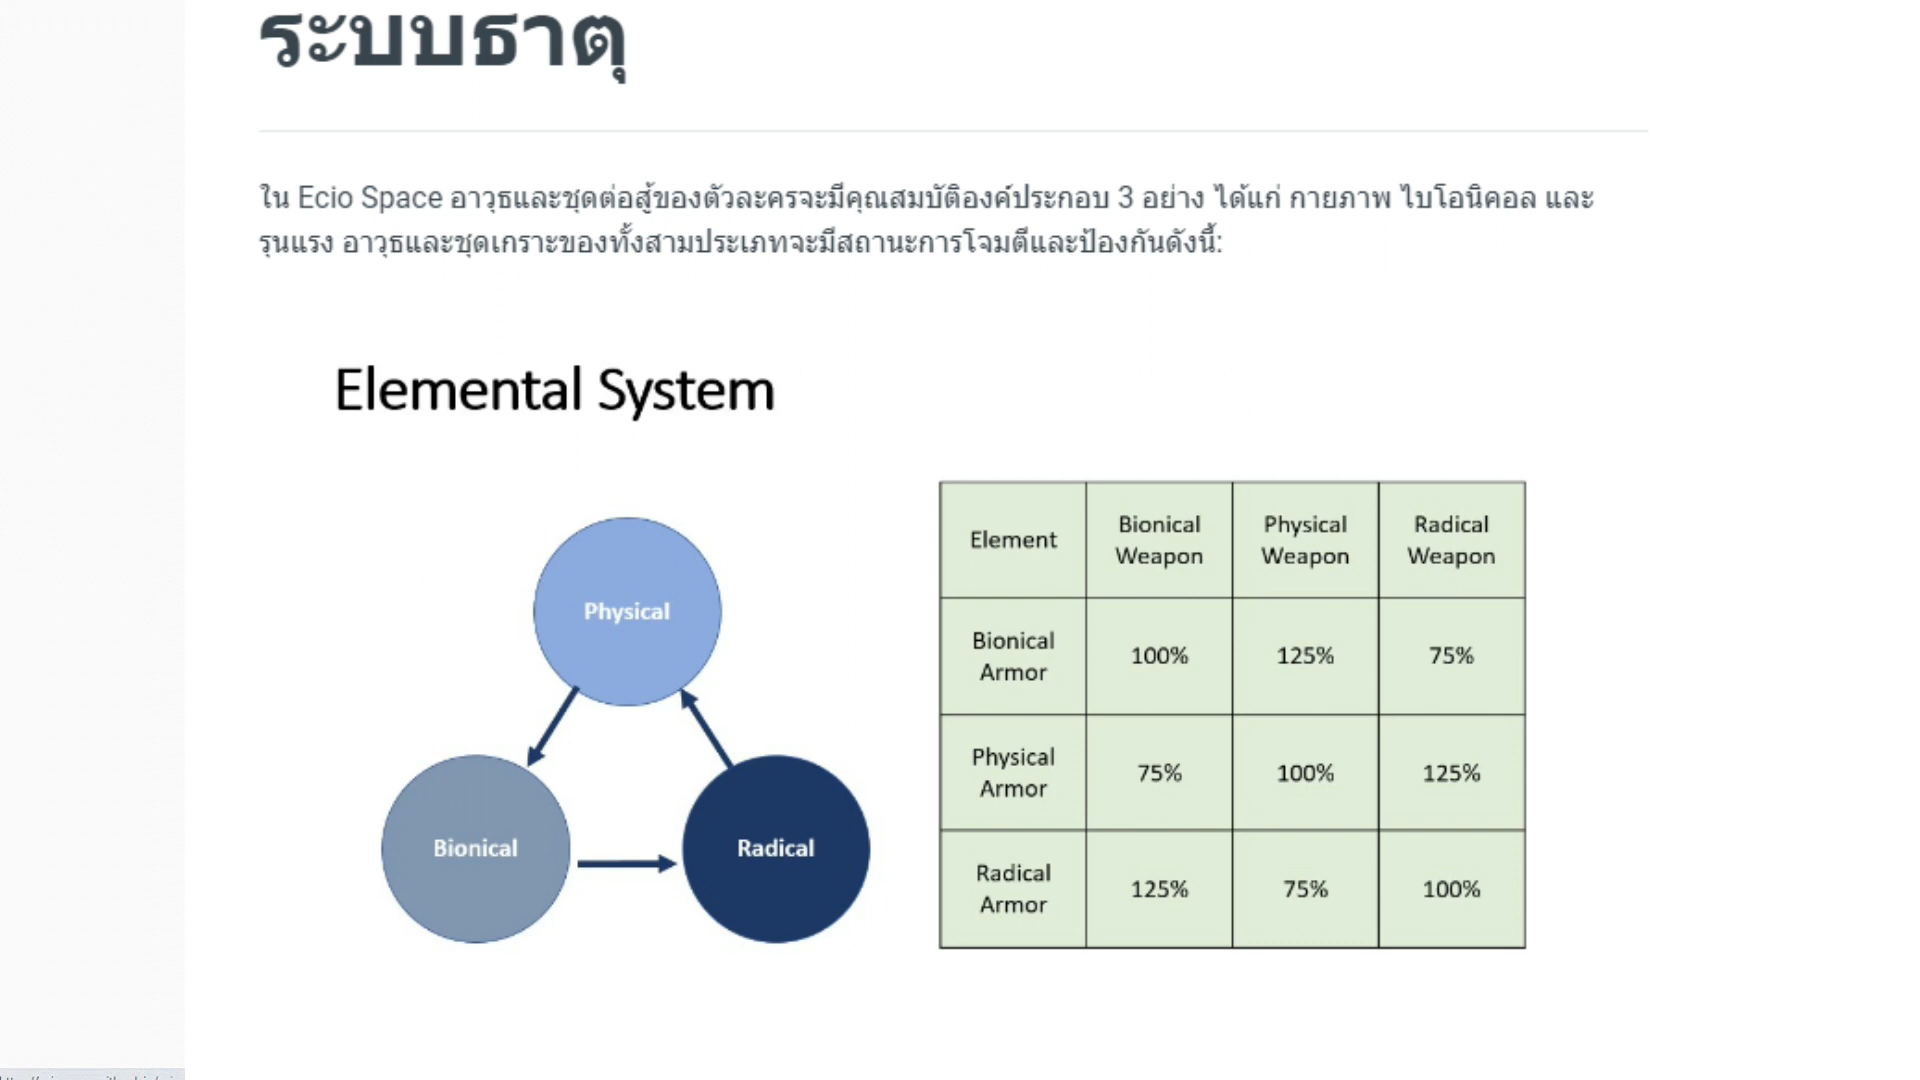 ระบบธาตุ
ใน Ecio Space อาวุธและชุดต่อสู้ของตัวละครจะมีคุณสมบัติองค์ประกอบ 3 อย่าง ได้แก่ กายภาพ ไบโอนิคอล และ
รุนแรง อาวุธและชุดเกราะของทั้งสามประเภทจะมีสถานะการโจมตีและป้องกันดังนี้:
Elemental System
Physical
Bionical
Radical
Element
Bionical
Weapon
Physical
Weapon
Radical
Weapon
Bionical
Armor
100%
125%
75%
Physical
Armor
75%
100%
125%
Radical
Armor
125%
75%
100%